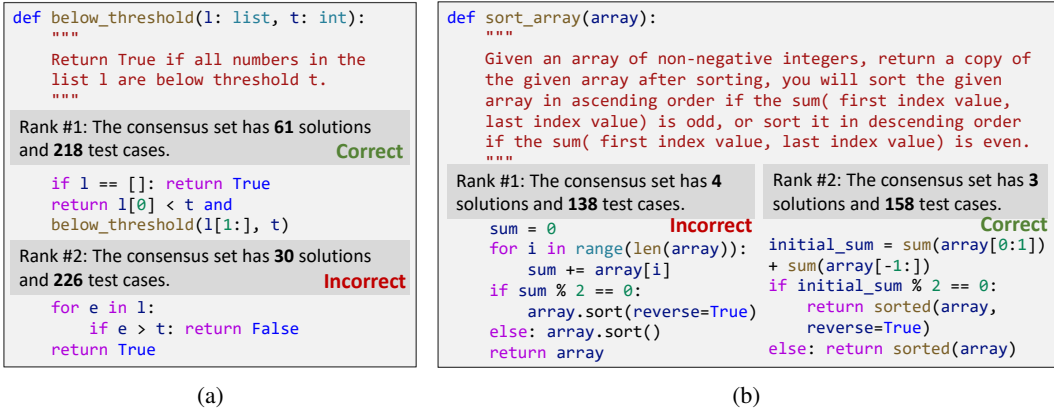 def below_threshold(l: list, t: int):
"""
Return True if all numbers in the
list l are below threshold t.
"""
Rank #1: The consensus set has 61 solutions
and 218 test cases.
Correct
if l == []: return True
return l[0] < t and
below_threshold(l[1:], t)
Rank #2: The consensus set has 30 solutions
and 226 test cases.
Incorrect
for e in l:
if e > t: return False
return True
(a)
def sort_array(array):
"""
Given an array of non-negative integers, return a copy of
the given array after sorting, you will sort the given
array in ascending order if the sum( first index value,
last index value) is odd, or sort it in descending order
if the sum( first index value, last index value) is even.
"""
Rank #1: The consensus set has 4
solutions and 138 test cases.
Incorrect
sum = 0
for i in range(len(array)):
sum += array[i]
if sum % 2 == 0:
array.sort(reverse=True)
else: array.sort()
return array
Rank #2: The consensus set has 3
solutions and 158 test cases.
Correct
initial_sum = sum(array[0:1])
+ sum(array[-1:])
if initial_sum % 2 == 0:
return sorted(array,
reverse=True)
else: return sorted(array)
(b)